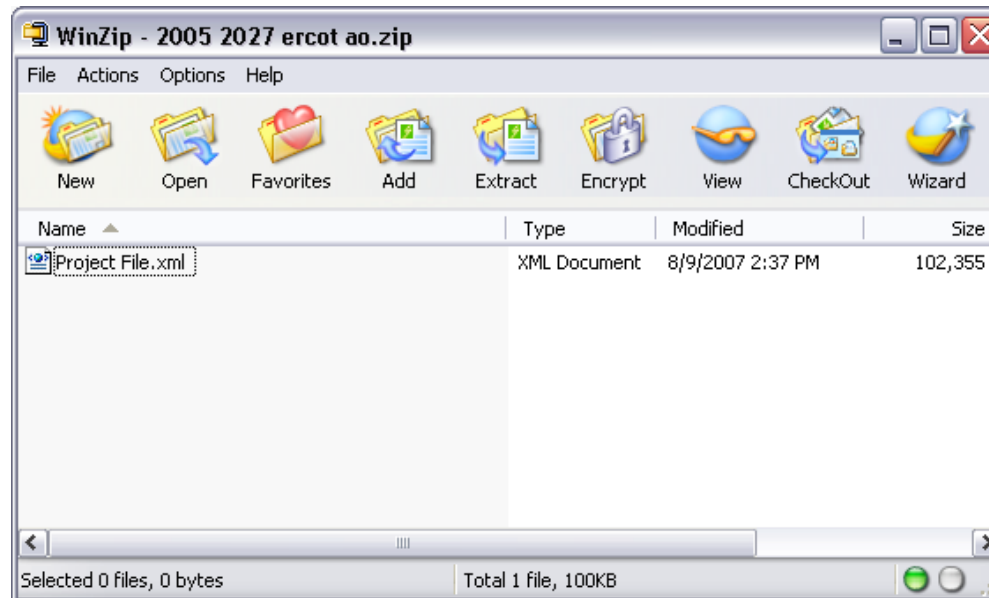 WinZip - 2005 2027 ercot ao.zip
File Actions Options Help
New Open Favorites Add Extract Encrypt View CheckOut Wizard
Name Type Modified Size
Project File.xml XML Document 8/9/2007 2:37 PM 102,355
Selected 0 files, 0 bytes Total 1 file, 100KB